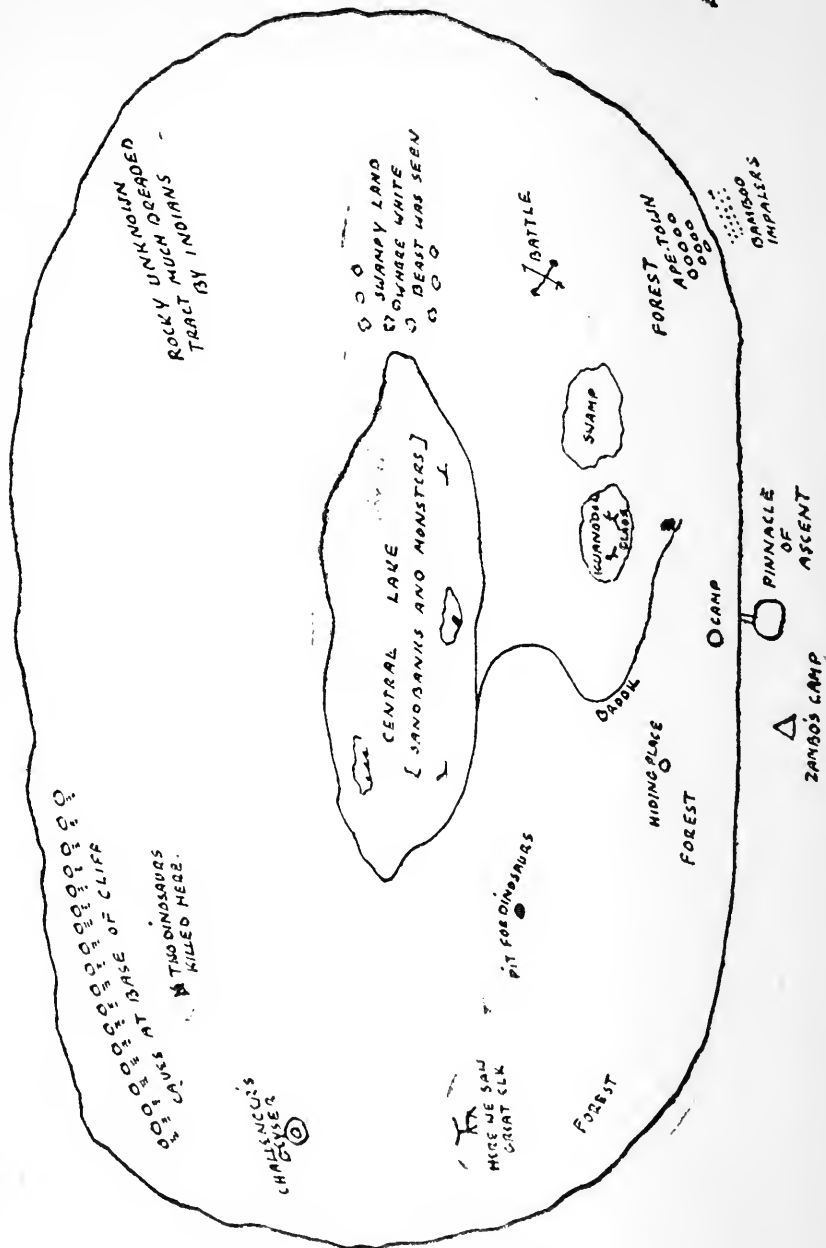 ROCKY UNKNOWN
TRACT MUCH DREADED
BY INDIANS
CAVES AT BASE OF CLIFF
TWO DINOSAURS
KILLED HERE.
CHALLENGER'S
GEYSER
SWAMPY LAND
WHERE WHITE
BEAST WAS SEEN
CENTRAL LAKE
[SANDBANKS AND MONSTERS]
BATTLE
HERE WE SAW
GREAT ELK
PIT FOR DINOSAURS
SWAMP
IGUANODON
GLADE
BROOK
FOREST
HIDING PLACE
FOREST
CAMP
FOREST
APE-TOWN
BAMBOO
IMPALERS
PINNACLE
OF
ASCENT
ZAMBO'S CAMP